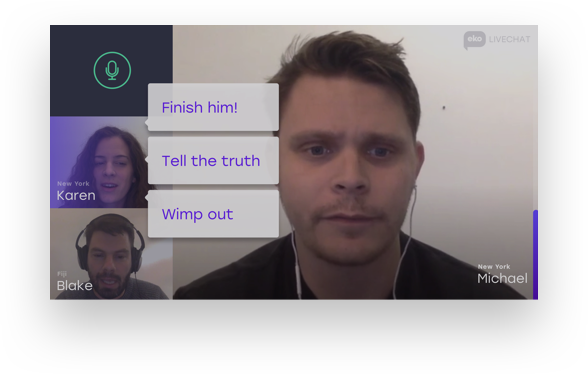 eko LIVECHAT
Finish him!
Tell the truth
New York
Karen
Wimp out
Fiji
Blake
New York
Michael